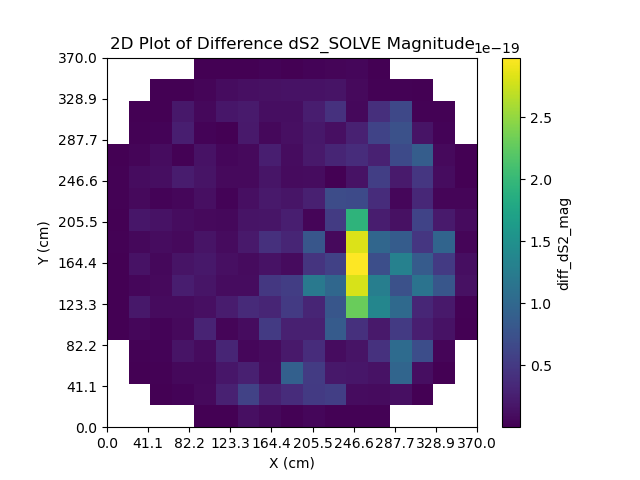 2D Plot of Difference dS2_SOLVE Magnitude
1e−19
370.0
328.9
287.7
246.6
205.5
164.4
123.3
82.2
41.1
0.0
Y (cm)
0.0 41.1 82.2 123.3 164.4 205.5 246.6 287.7 328.9 370.0
X (cm)
2.5
2.0
1.5
1.0
0.5
diff_dS2_mag